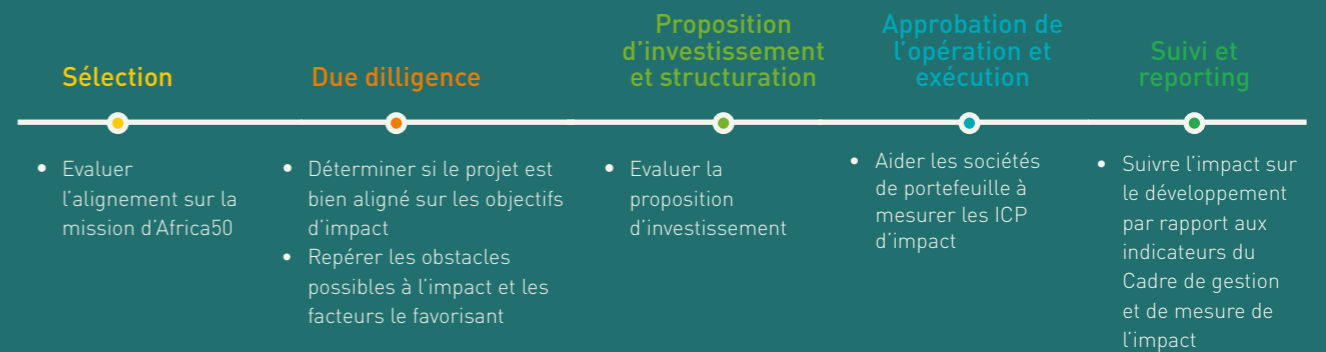 Sélection
• Evaluer
l'alignement sur la
mission d'Africa50
Due dilligence
• Déterminer si le projet est
bien aligné sur les objectifs
d'impact
• Repérer les obstacles
possibles à l'impact et les
facteurs le favorisant
Proposition
d'investissement
et structuration
• Evaluer la
proposition
d'investissement
Approbation de
l'opération et
exécution
• Aider les sociétés
de portefeuille à
mesurer les ICP
d'impact
Suivi et
reporting
• Suivre l'impact sur
le développement
par rapport aux
indicateurs du
Cadre de gestion
et de mesure de
l'impact